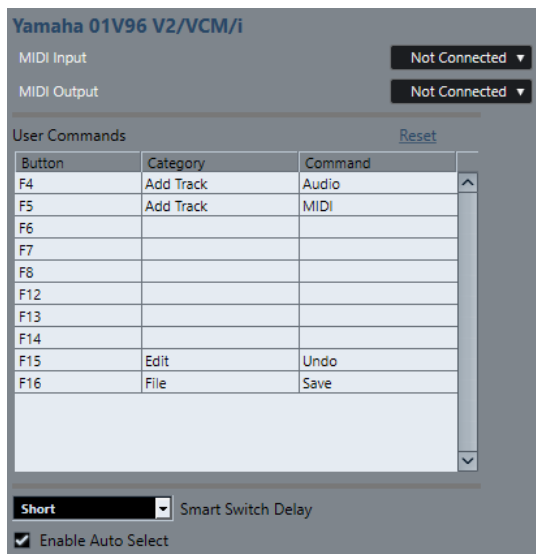 Yamaha 01V96 V2/VCM/i
MIDI Input Not Connected
MIDI Output Not Connected
User Commands Reset
Button Category Command
F4 Add Track Audio
F5 Add Track MIDI
F6
F7
F8
F12
F13
F14
F15 Edit Undo
F16 File Save
Short Smart Switch Delay
Enable Auto Select